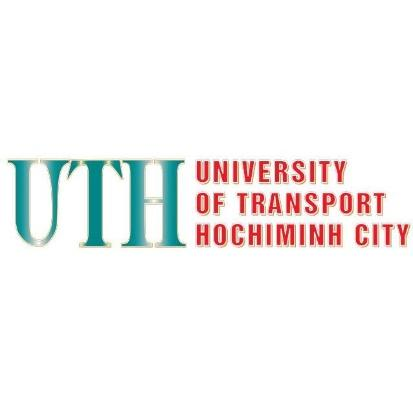 UTH
UNIVERSITY
OF TRANSPORT
HOCHIMINH CITY